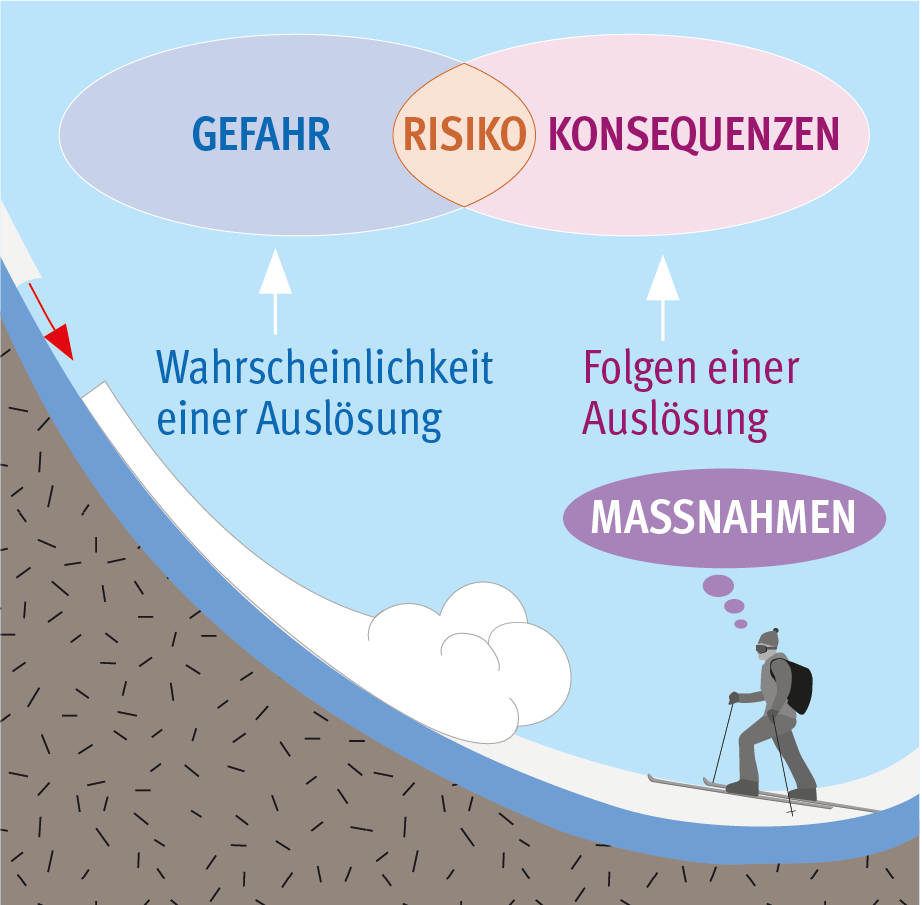 GEFAHR
RISIKO
KONSEQUENZEN
Wahrscheinlichkeit
einer Auslösung
Folgen einer
Auslösung
MASSNAHMEN